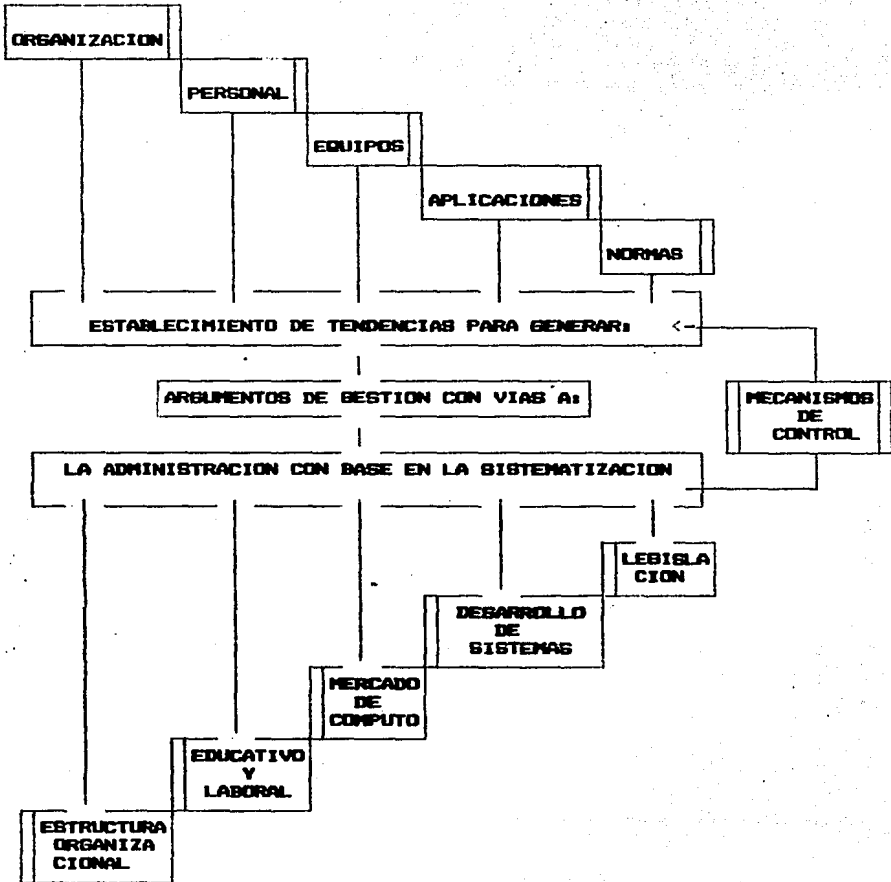 ORGANIZACION
PERSONAL
EQUIPOS
APLICACIONES
NORMAS
ESTABLECIMIENTO DE TENDENCIAS PARA GENERAR:
ARGUMENTOS DE GESTION CON VIAS A:
MECANISMOS
DE
CONTROL
LA ADMINISTRACION CON BASE EN LA SISTEMATIZACION
LEGISLA
CION
DESARROLLO
DE
SISTEMAS
MERCADO
DE
COMPUTO
EDUCATIVO
Y
LABORAL
ESTRUCTURA
ORGANIZA
CIONAL